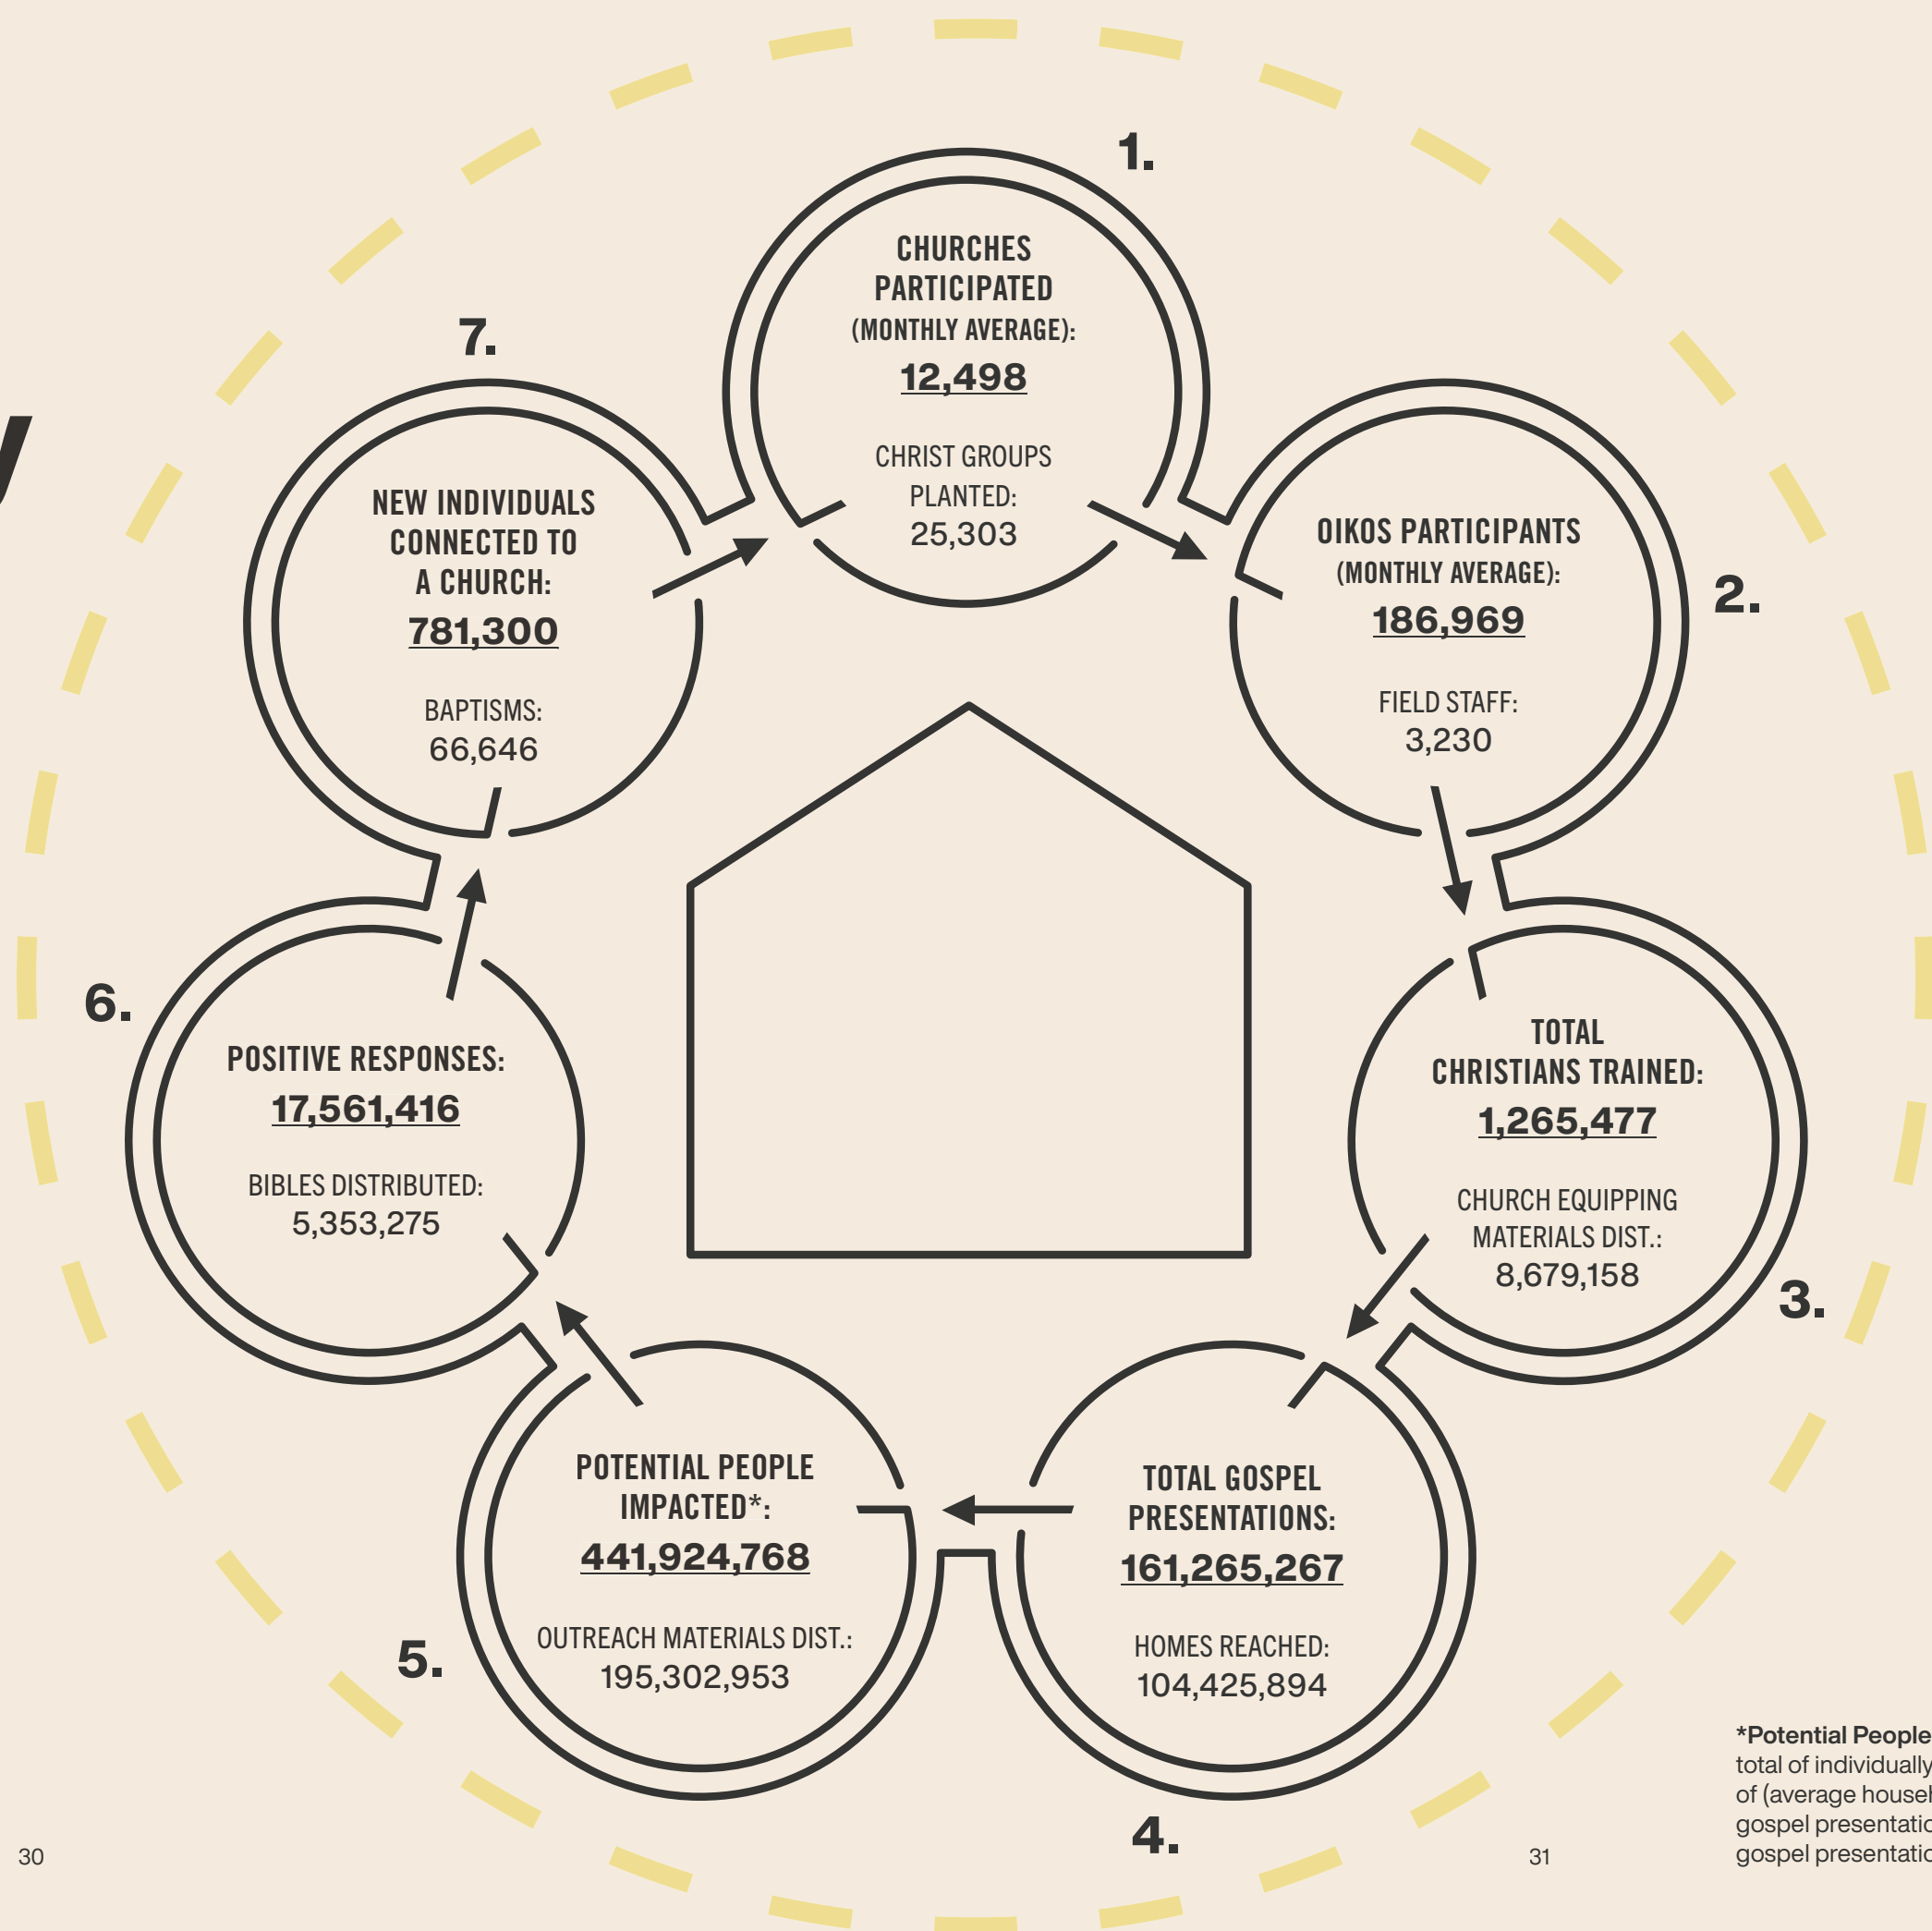 1.
CHURCHES
PARTICIPATED
(MONTHLY AVERAGE):
12,498
CHRIST GROUPS
PLANTED:
25,303
2.
OIKOS PARTICIPANTS
(MONTHLY AVERAGE):
186,969
FIELD STAFF:
3,230
3.
TOTAL
CHRISTIANS TRAINED:
1,265,477
CHURCH EQUIPPING
MATERIALS DIST.:
8,679,158
4.
TOTAL GOSPEL
PRESENTATIONS:
161,265,267
HOMES REACHED:
104,425,894
5.
POTENTIAL PEOPLE
IMPACTED*:
441,924,768
OUTREACH MATERIALS DIST.:
195,302,953
6.
POSITIVE RESPONSES:
17,561,416
BIBLES DISTRIBUTED:
5,353,275
7.
NEW INDIVIDUALS
CONNECTED TO
A CHURCH:
781,300
BAPTISMS:
66,646
*Potential People
total of individually
of (average
gospel
gospel
30
31